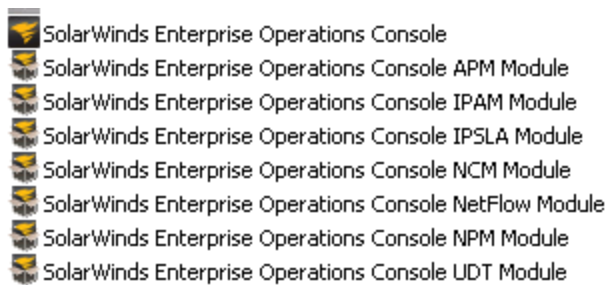 SolarWinds Enterprise Operations Console
SolarWinds Enterprise Operations Console APM Module
SolarWinds Enterprise Operations Console IPAM Module
SolarWinds Enterprise Operations Console IPSLA Module
SolarWinds Enterprise Operations Console NCM Module
SolarWinds Enterprise Operations Console NetFlow Module
SolarWinds Enterprise Operations Console NPM Module
SolarWinds Enterprise Operations Console UDT Module